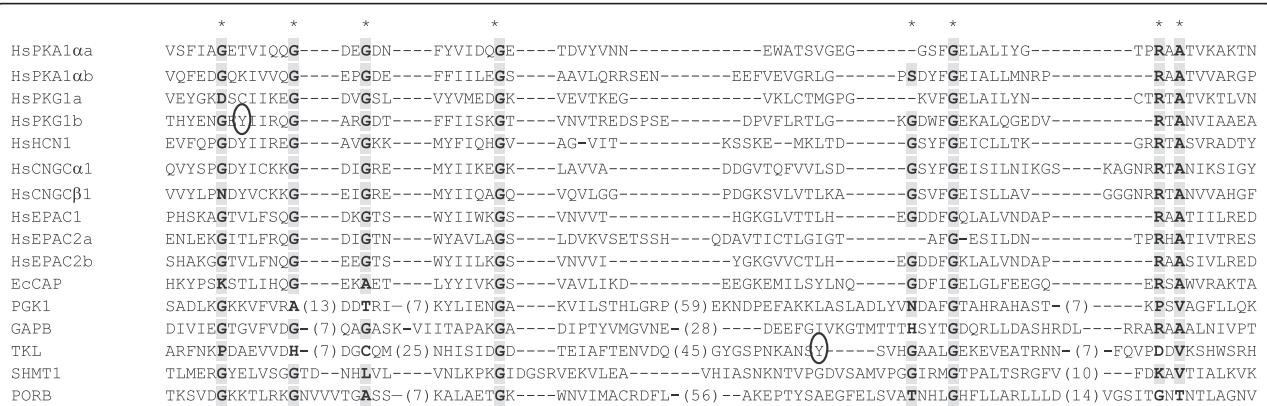 * * * * * * * *
HsPKA1αa VSFIAGETVIQQG----DEG-DN----FYVIDQGE----TDVYVNN--------------EWATSVGEG------GSFGELALIYG--------TPRAATVKAKTN
HsPKA1αb VQFEDGQKIVVQG----EPGDE----FFIILEGS----AAVLQRRSEN------EEFVEVGRLG------PSDYFGEIALLMNRP-----------RAATVVARGP
HsPKG1a VEYGKDSCIIKEG----DVGSL----VYVMEDGK----VEVTKEG---------VKLCTMGPG-------KVFGELAILYN--------CTRTATVKTLVN
HsPKG1b THYENGEYIIRQG----ARGDT----FFIISKGT----VNVTREDSPSE-----DPVFLRTLG-------GKGDWFGEKALQGEDV----------RTANVIAAEA
HsHCN1 EVFQPGDYIIREG----AVGKK----MYFIQHGV----AG-VIT---------KSSKE--MKLTD-----GSYFGEICLLTK---------GRRTASVRADTY
HsCNGCα1 QVYSPGDYICKKG----DIGRE----MYIIKEGK----LAVVA----------DDGVTQFVVLSD-----GSYFGEISILNIKGS----KAGNRRTANIKSIGY
HsCNGCβ1 VVYLPNDYVCKKG----EIGRE----MYIIQAGQ----VQVLGG---------PDGKSVLVTLKA-----GSVFGEISLLAV------GGGNRRTANVVAHGF
HsEPAC1 PHSKAGTVLFSQG----DKGTS----WYIIWKGS----VNVVT----------HGKGLVTTLH-------EGDDFGQLALVNDAP-----------RAATIILRED
HsEPAC2a ENLEKGITLFRQG----DIGTN----WYAVLAGS----LDVKVSETSSH----QDAVTICTLGIGT--------AFG-ESILDN--------TPRHATIVTRES
HsEPAC2b SHAKGGTVLFNQG----EEGTS----WYIILKGS----VNVVI----------YGKGVVCTLH-------EGDDFGKLALVNDAP-----------RAASIVLRED
EcCAP HKYPSKSTLIHQG----EKAET----LYYIVKGS----VAVLIKD--------EEGKEMILSYLNQ----GDFIGELGLFEEGQ-----------ERSAWVRAKTA
PGK1 SADLKGKKVFVRA(13)DDTRI—(7)KYLIENGA----KVILSTHLGRP(59)EKNDPEFAKKLASLADLYVNDAFGTAHRAHAST-(7)----KPSVAGFLLQK
GAPB DIVIEGTGVFVDG-(7)QAGASK-VIITAPAKGA----DIPTYVMGVNE-(28)----DEEFGIVKGTMTTTHSYTGDQRLLDASHRDL---RRARAAALNIVPT
TKL ARFNKPDAEVVDH-(7)DGCQM(25)NHISIDGD----TEIAFTENVDQ(45)GYGSPNKANSY-----SVHGAALGEKEVEATRNN-(7)-FQVPDDVKSHWSRH
SHMT1 TLMERGYELVSGGTD--NHLVL--VNLKPKGIDGSRVEKVLEA------VHIASNKNTVPGDVSAMVPGGIRMGTPALTSRGFV(10)---FDKAVTIALKVK
PORB TKSVDGKKTLRKGNVVVTGASS—(7)KALAETGK----WNVIMACRDFL-(56)---AKEPTYSAEGFELSVATNHLGHFLLARLLLD(14)VGSITGNTNTLAGNV